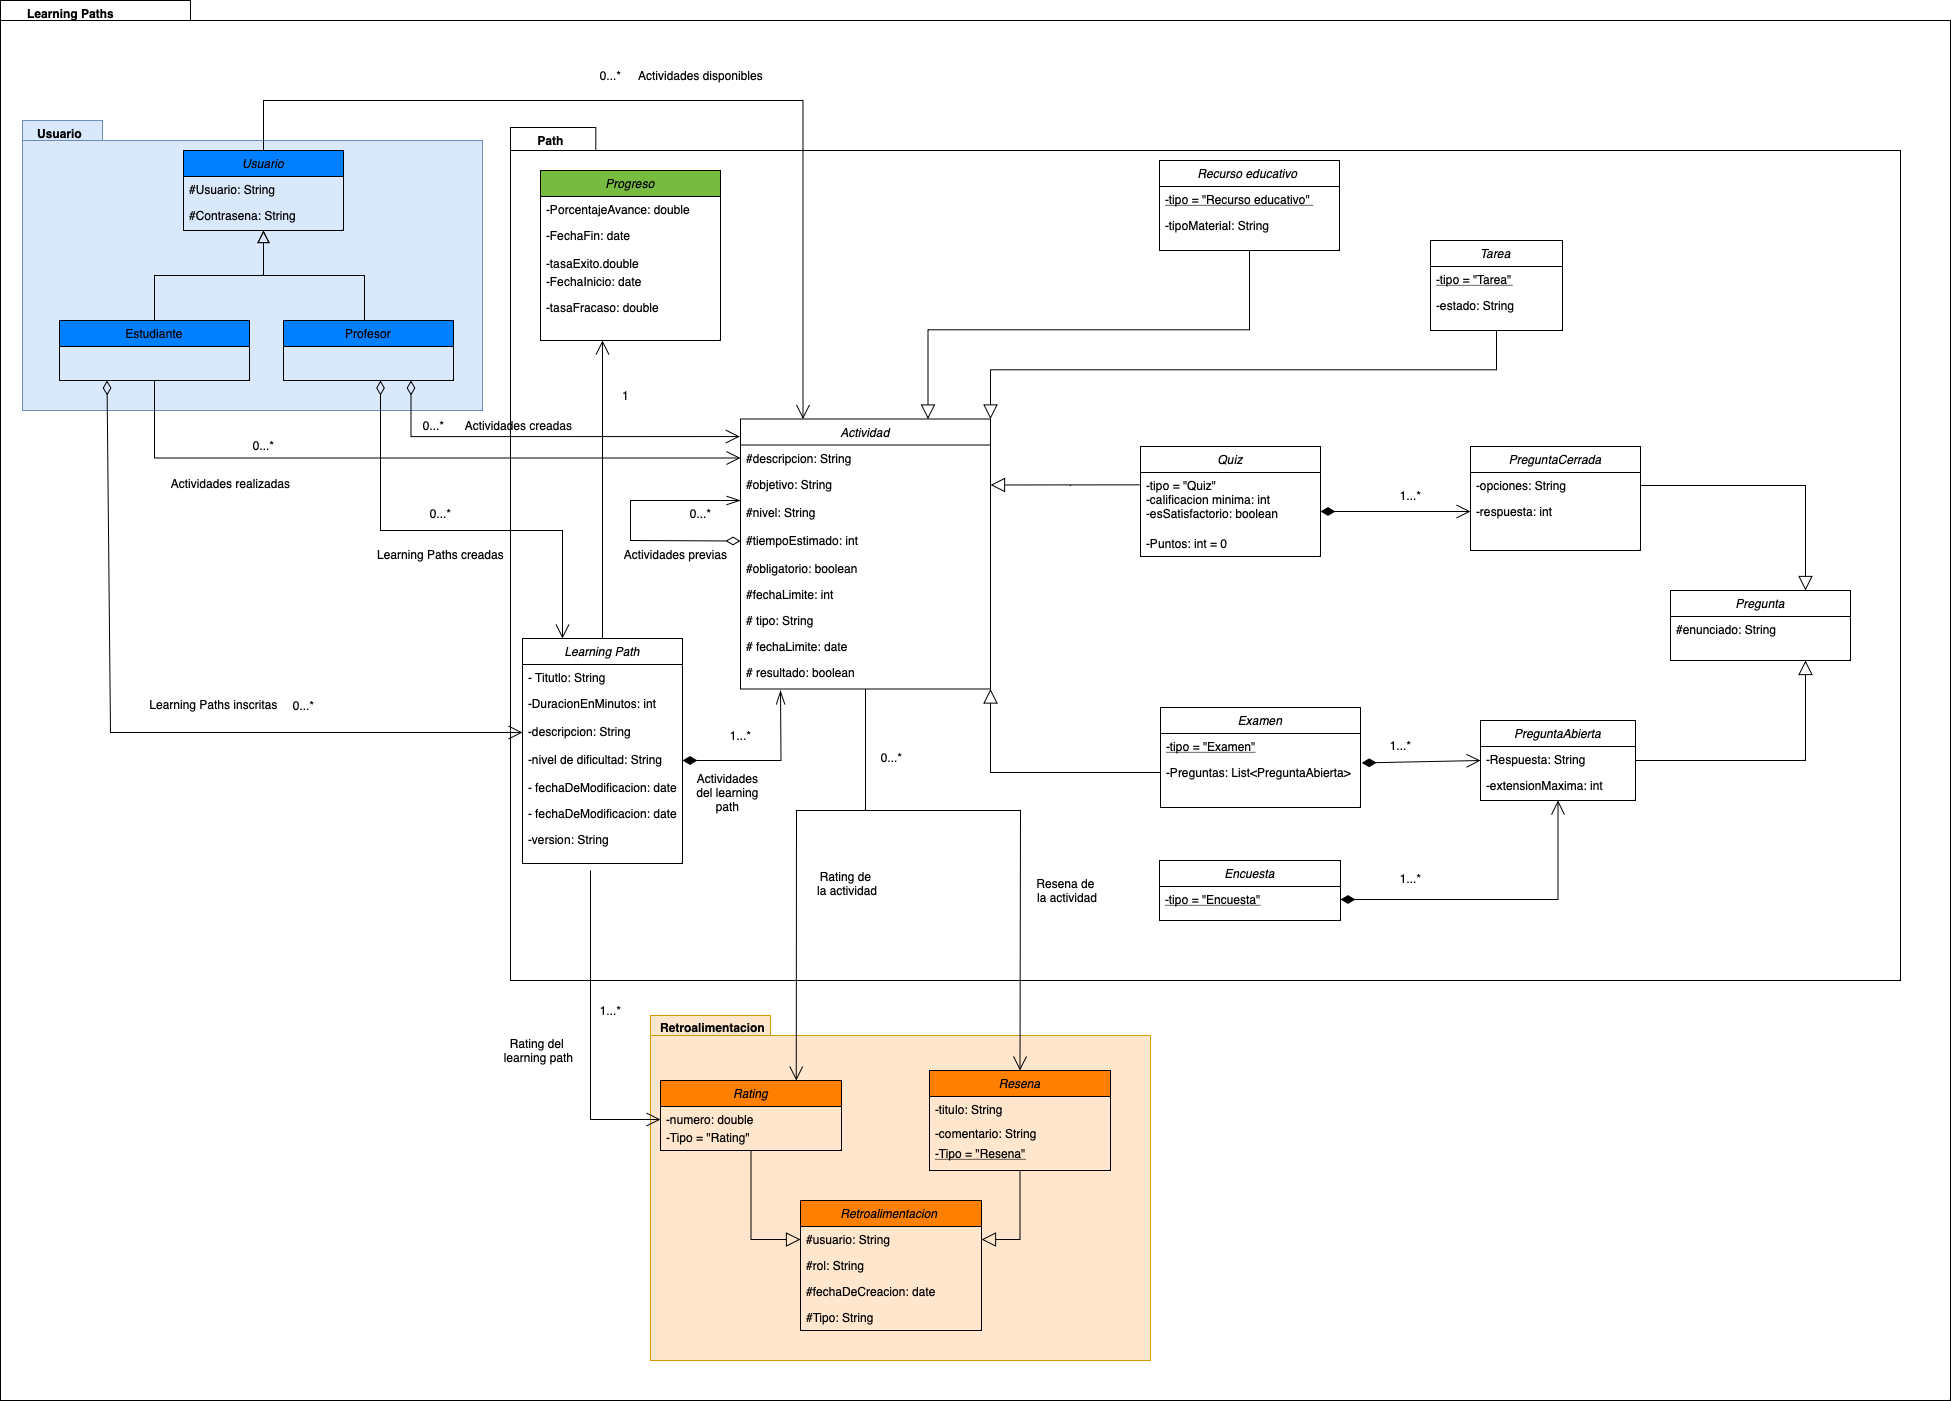 Learning Paths
0...* Actividades disponibles
Usuario
Usuario
#Usuario: String
#Contrasena: String
Estudiante
Profesor
Path
Progreso
-PorcentajeAvance: double
-FechaFin: date
-tasaExito.double
-FechaInicio: date
-tasaFracaso: double
1
Recurso educativo
-tipo = "Recurso educativo"
-tipoMaterial: String
Tarea
-tipo = "Tarea"
-estado: String
0...* Actividades creadas
0...*
Actividades realizadas
0...*
Learning Paths creadas
Learning Paths inscritas 0...*
Actividad
#descripcion: String
#objetivo: String
#nivel: String
#tiempoEstimado: int
#obligatorio: boolean
#fechaLimite: int
# tipo: String
# fechaLimite: date
# resultado: boolean
0...*
Actividades previas
Quiz
-tipo = "Quiz"
-calificacion minima: int
-esSatisfactorio: boolean
-Puntos: int = 0
1...*
PreguntaCerrada
-opciones: String
-respuesta: int
Pregunta
#enunciado: String
Learning Path
- Titutlo: String
-DuracionEnMinutos: int
-descripcion: String
-nivel de dificultad: String
- fechaDeModificacion: date
- fechaDeModificacion: date
-version: String
1...*
Actividades
del learning
path
0...*
Examen
-tipo = "Examen"
-Preguntas: List<PreguntaAbierta>
1...*
PreguntaAbierta
-Respuesta: String
-extensionMaxima: int
Encuesta
-tipo = "Encuesta"
1...*
Rating de
la actividad
Resena de
la actividad
1...*
Rating del
learning path
Retroalimentacion
Rating
-numero: double
-Tipo = "Rating"
Resena
-titulo: String
-comentario: String
-Tipo = "Resena"
Retroalimentacion
#usuario: String
#rol: String
#fechaDeCreacion: date
#Tipo: String